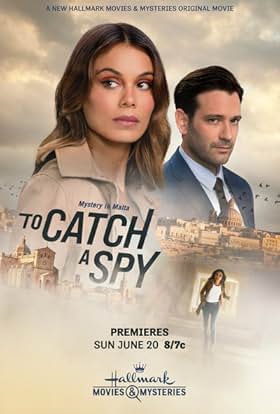 A NEW HALLMARK MOVIES & MYSTERIES ORIGINAL MOVIE
Mystery in Malta
TO CATCH
A SPY
PREMIERES
SUN JUNE 20 8/7c
Hallmark
MOVIES & MYSTERIES